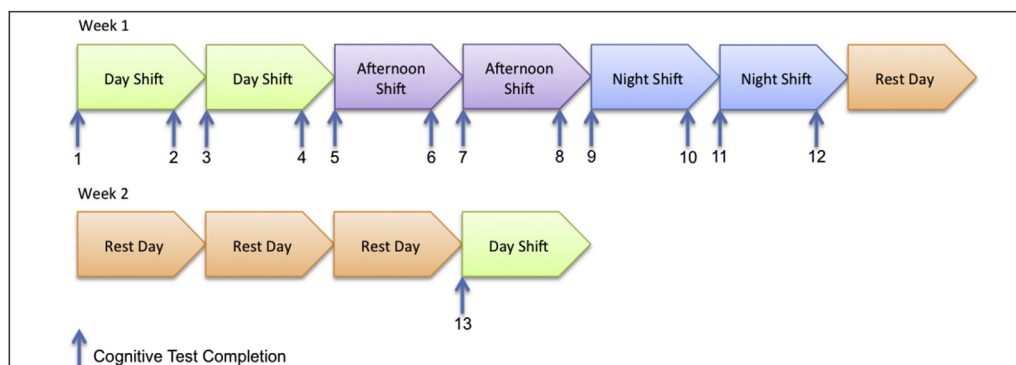 Week 1
Day Shift
Day Shift
Afternoon
Shift
Afternoon
Shift
Night Shift
Night Shift
Rest Day
1
2
3
4
5
6
7
8
9
10
11
12
Week 2
Rest Day
Rest Day
Rest Day
Day Shift
13
Cognitive Test Completion